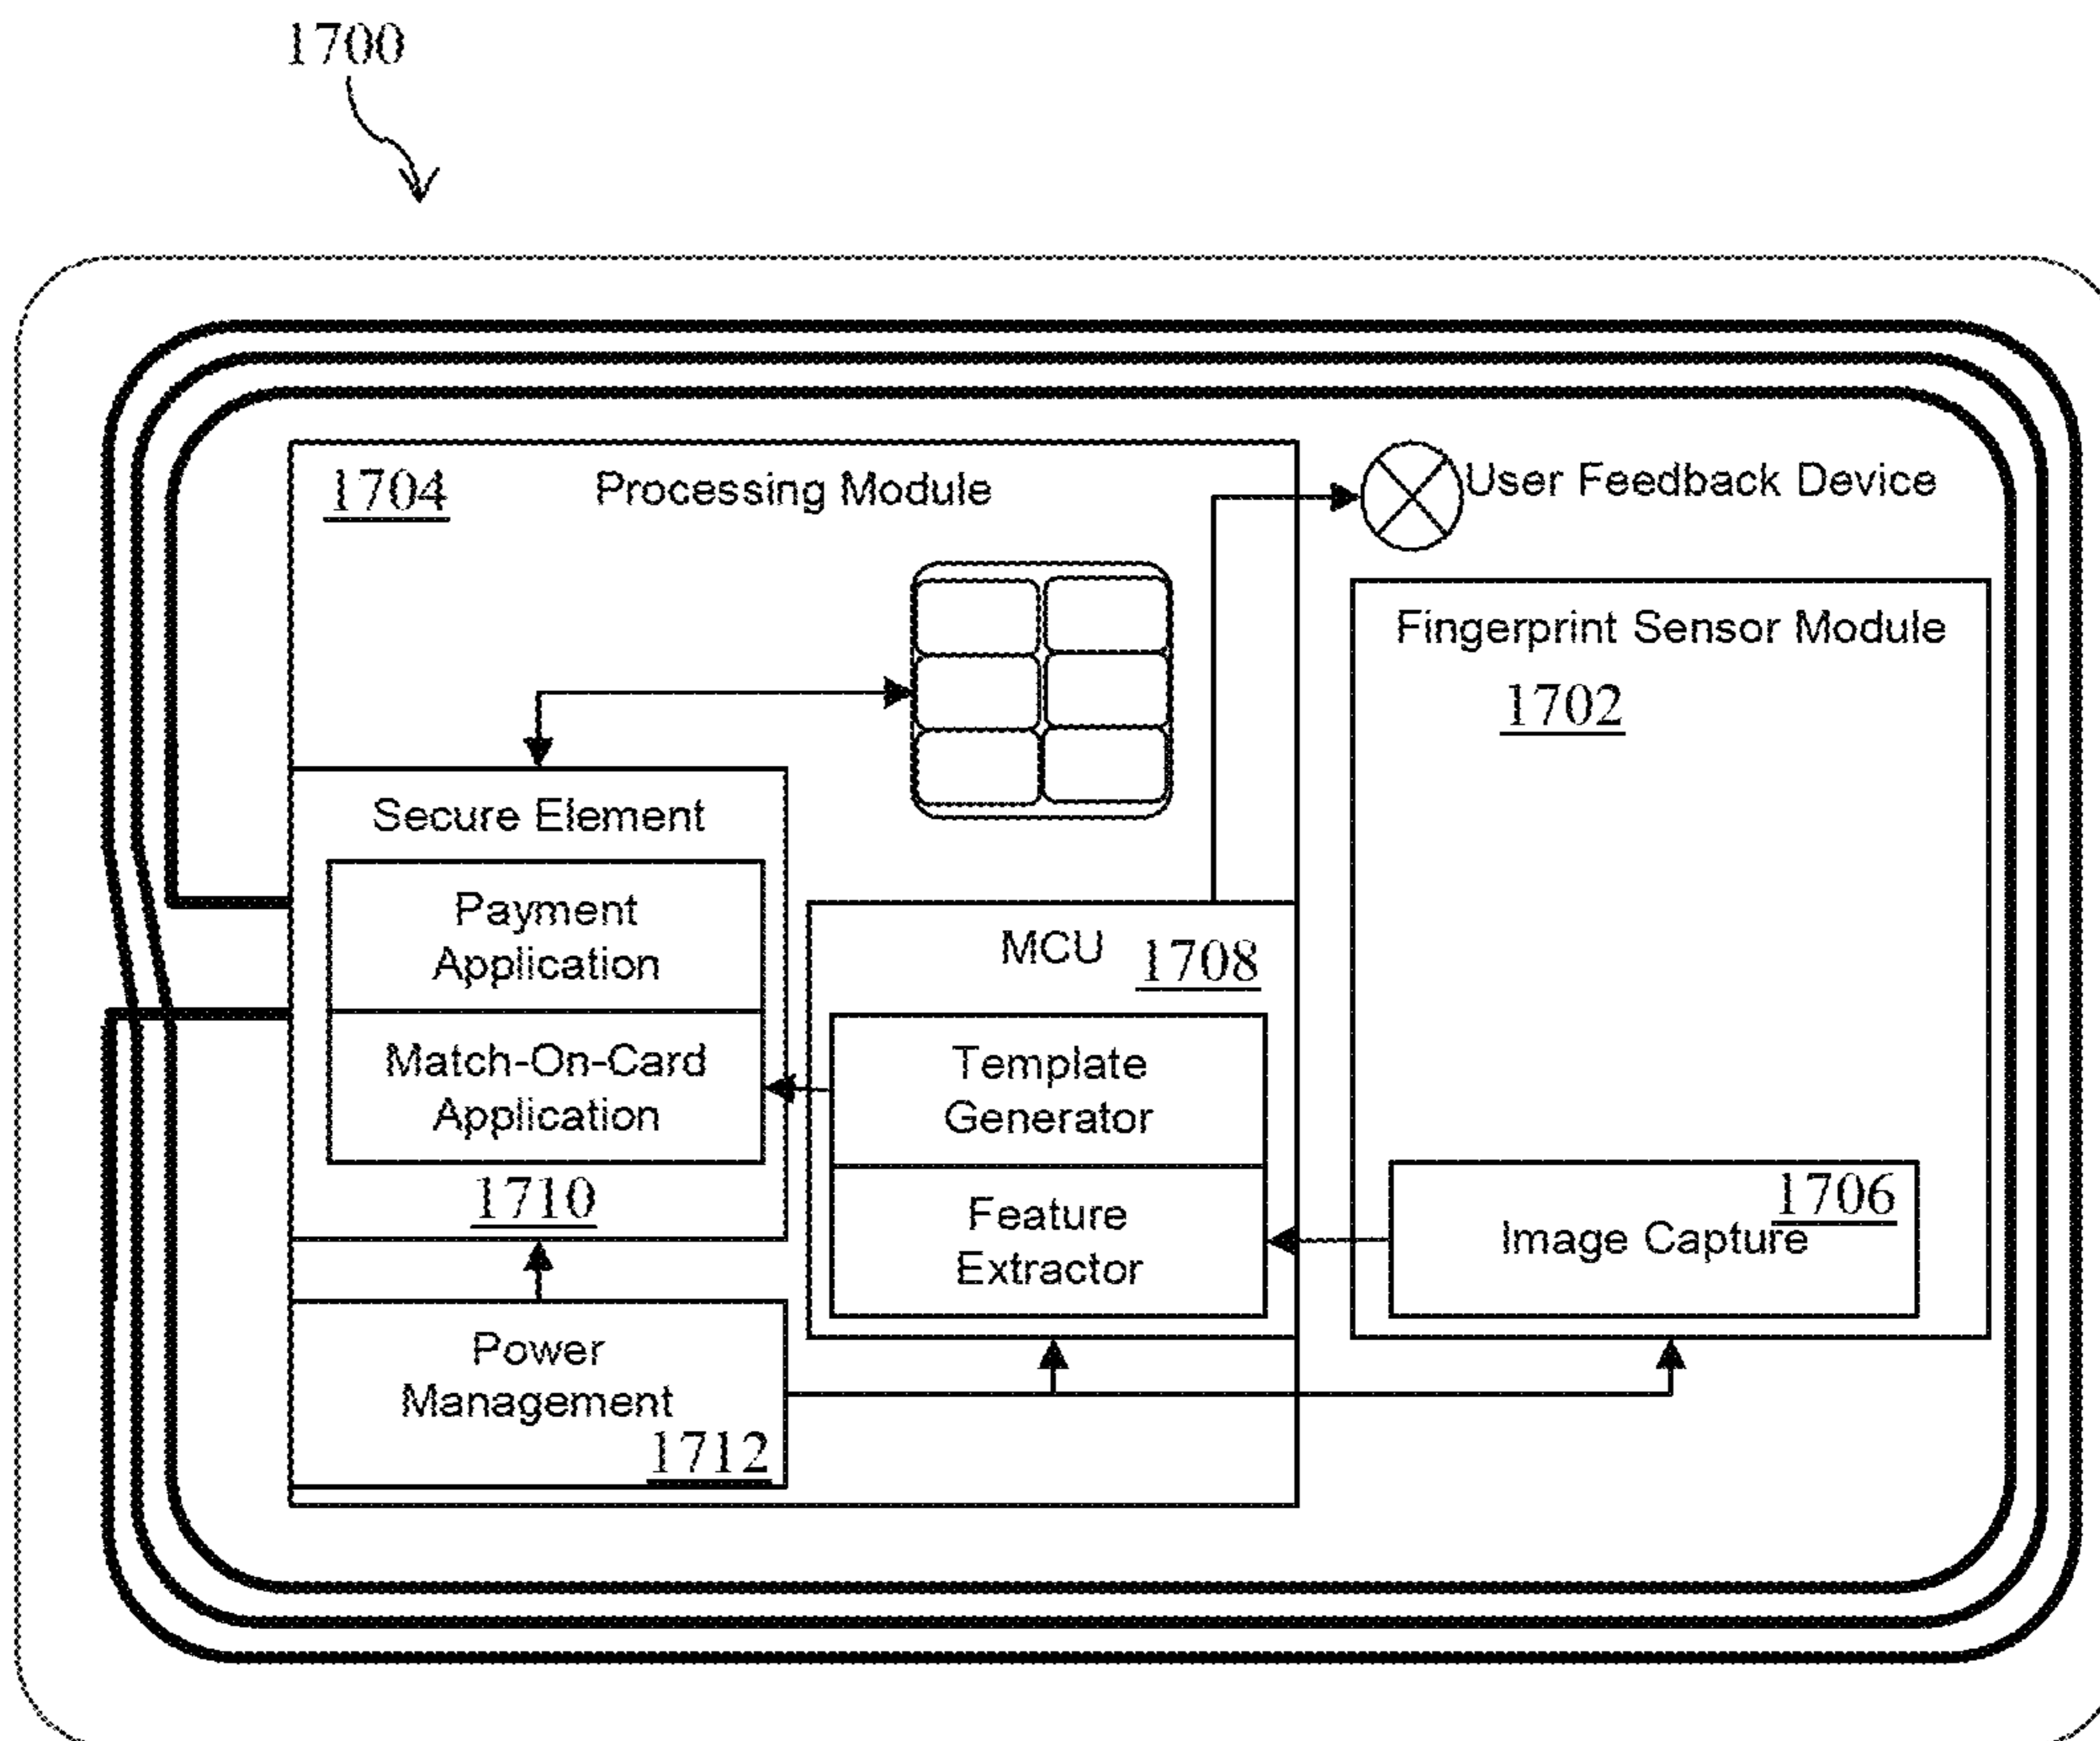 1700
1704
Processing Module
User Feedback Device
Fingerprint Sensor Module
1702
Secure Element
Payment
Application
Match-On-Card
Application
1710
MCU
1708
Template
Generator
Feature
Extractor
1706
Image Capture
Power
Management
1712